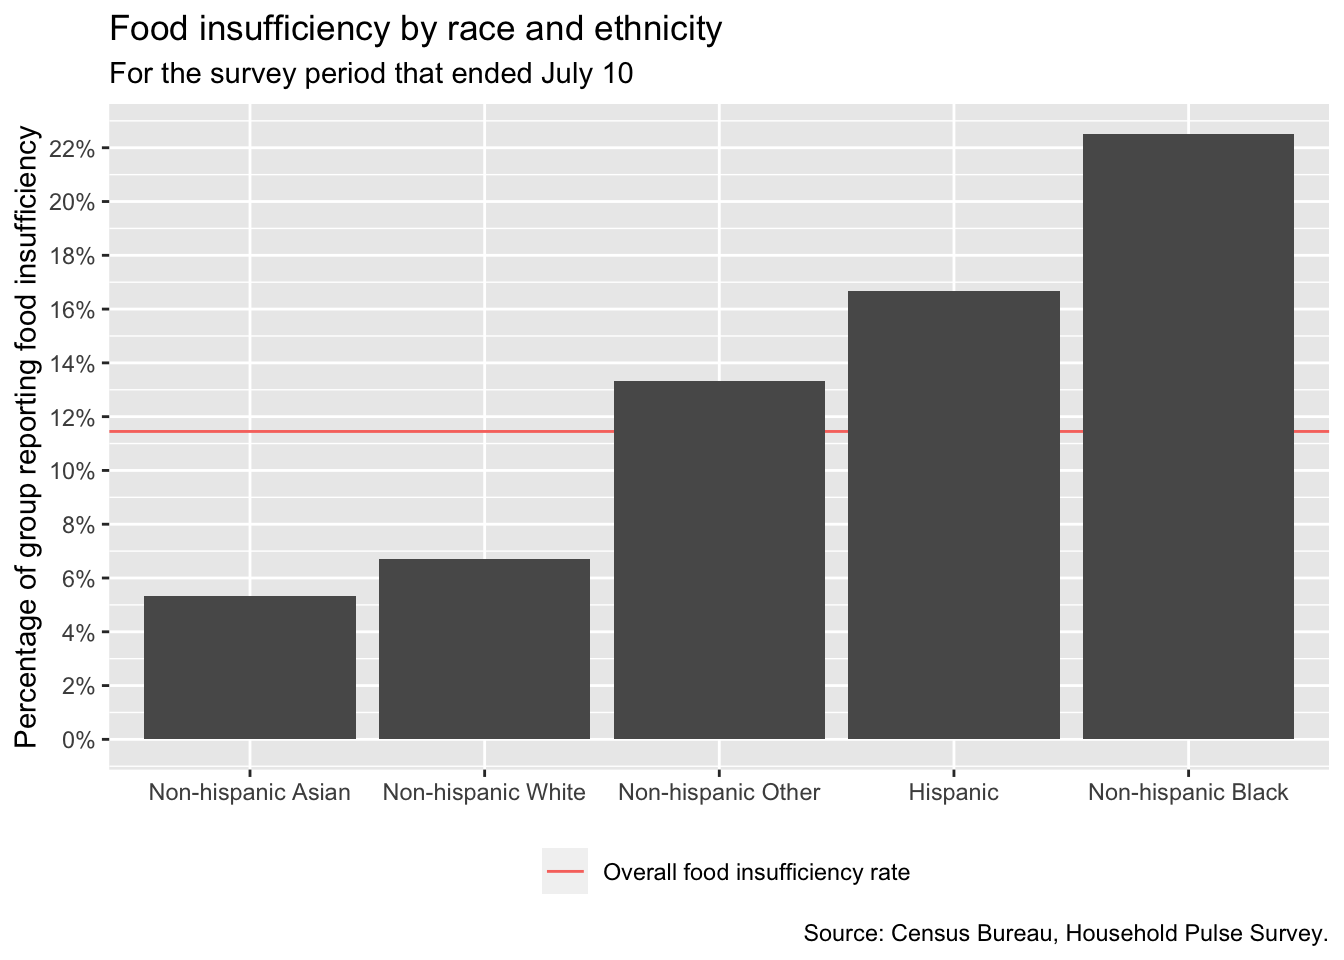 Food insufficiency by race and ethnicity
For the survey period that ended July 10
Percentage of group reporting food insufficiency
22%
20%
18%
16%
14%
12%
10%
8%
6%
4%
2%
0%
Non-hispanic Asian
Non-hispanic White
Non-hispanic Other
Hispanic
Non-hispanic Black
Overall food insufficiency rate
Source: Census Bureau, Household Pulse Survey.